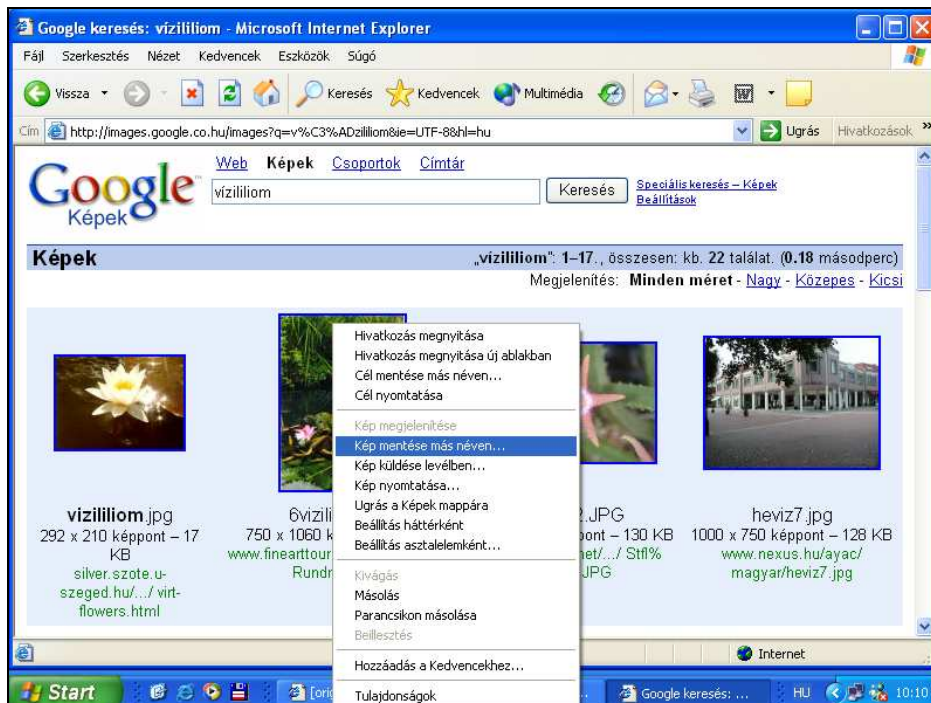 Google keresés: vízililiom - Microsoft Internet Explorer
Fájl Szerkesztés Nézet Kedvencek Eszközök Súgó
Vissza Keresés Kedvencek Multimédia
Cím http://images.google.co.hu/images?q=v%C3%ADzililiom&ie=UTF-8&hl=hu Ugrás Hivatkozások »
Web Képek Csoportok Címtár
Google
Képek
vízililiom Keresés Speciális keresés – Képek
Beállítások
Képek „vízililiom": 1–17., összesen: kb. 22 találat. (0.18 másodperc)
Megjelenítés: Minden méret - Nagy - Közepes - Kicsi
Hivatkozás megnyitása
Hivatkozás megnyitása új ablakban
Cél mentése más néven...
Cél nyomtatása
Kép megjelenítése
Kép mentése más néven...
Kép küldése levélben...
Kép nyomtatása...
Ugrás a Képek mappára
Beállítás háttérként
Beállítás asztalelemként...
Kivágás
Másolás
Parancsikon másolása
Beillesztés
Hozzáadás a Kedvencekhez...
Tulajdonságok
vizililiom.jpg
292 x 210 képpont – 17
KB
silver.szote.u-
szeged.hu/.../ virt-
flowers.html
6vizili
750 x 1060 k
www.finearttour
Rundr
2.JPG
pont – 130 KB
net/.../ Stfl%
JPG
heviz7.jpg
1000 x 750 képpont – 128 KB
www.nexus.hu/ayac/
magyar/heviz7.jpg
Internet
Start [orig Google keresés: ... HU 10:10